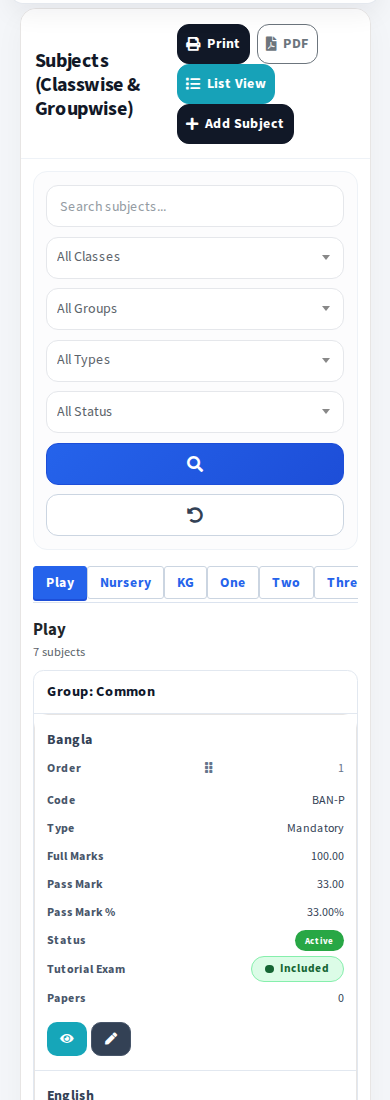 Subjects
(Classwise &
Groupwise)
Print
PDF
List View
Add Subject
Search subjects...
All Classes
All Groups
All Types
All Status
Play Nursery KG One Two Thre
Play
7 subjects
Group: Common
Bangla
Order 1
Code BAN-P
Type Mandatory
Full Marks 100.00
Pass Mark 33.00
Pass Mark % 33.00%
Status Active
Tutorial Exam Included
Papers 0
English